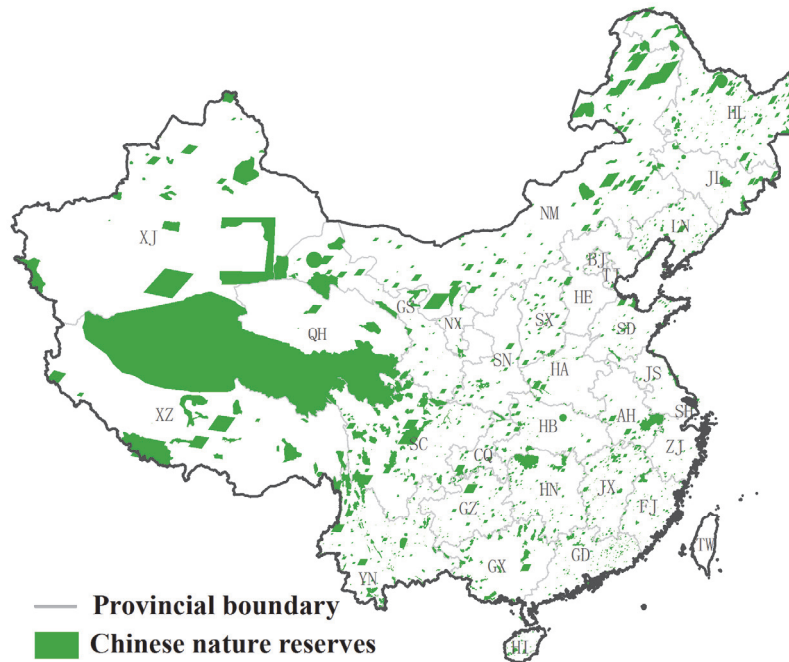 HL
JL
NM
LN
XJ
BJ
TJ
HE
GS
NX
SX
QH
SD
SN
HA
JS
XZ
SH
AH
HB
SC
ZJ
CQ
HN
JX
GZ
FJ
TW
GD
GX
YN
HI
Provincial boundary
Chinese nature reserves